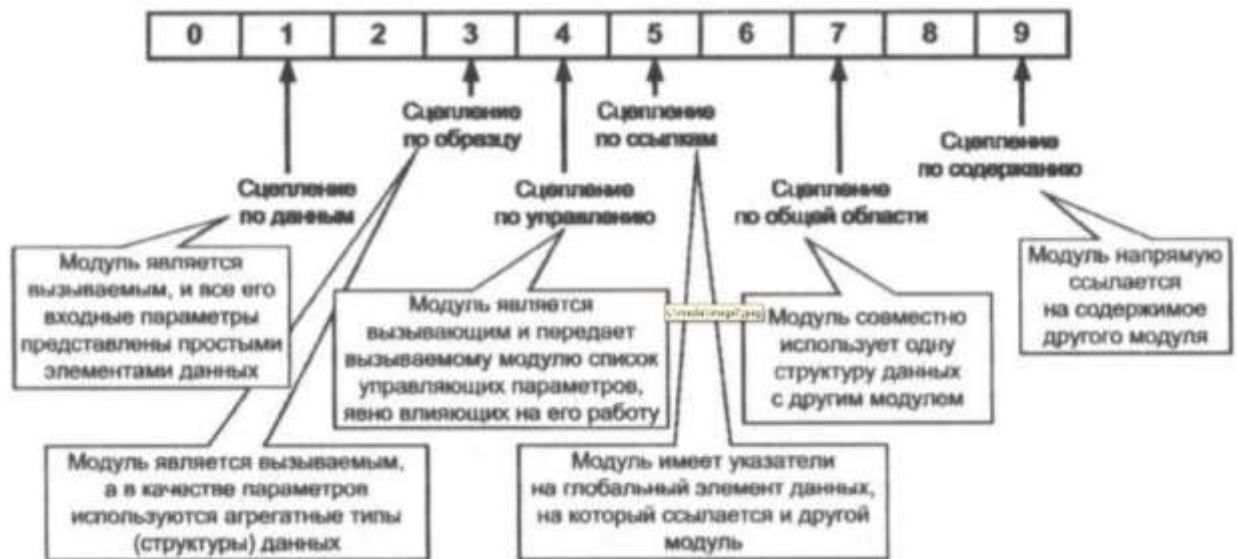 0 1 2 3 4 5 6 7 8 9
Сцепление
по образцу
Сцепление
по ссылкам
Сцепление
по содержанию
Сцепление
по данным
Сцепление
по управлению
Сцепление
по общей области
Модуль является
вызываемым, и все его
входные параметры
представлены простыми
элементами данных
Модуль является
вызывающим и передает
вызываемому модулю список
управляющих параметров,
явно влияющих на его работу
Модуль совместно
использует одну
структуру данных
с другим модулем
Модуль напрямую
ссылается
на содержимое
другого модуля
Модуль является вызываемым,
а в качестве параметров
используются агрегатные типы
(структуры) данных
Модуль имеет указатели
на глобальный элемент данных,
на который ссылается и другой
модуль